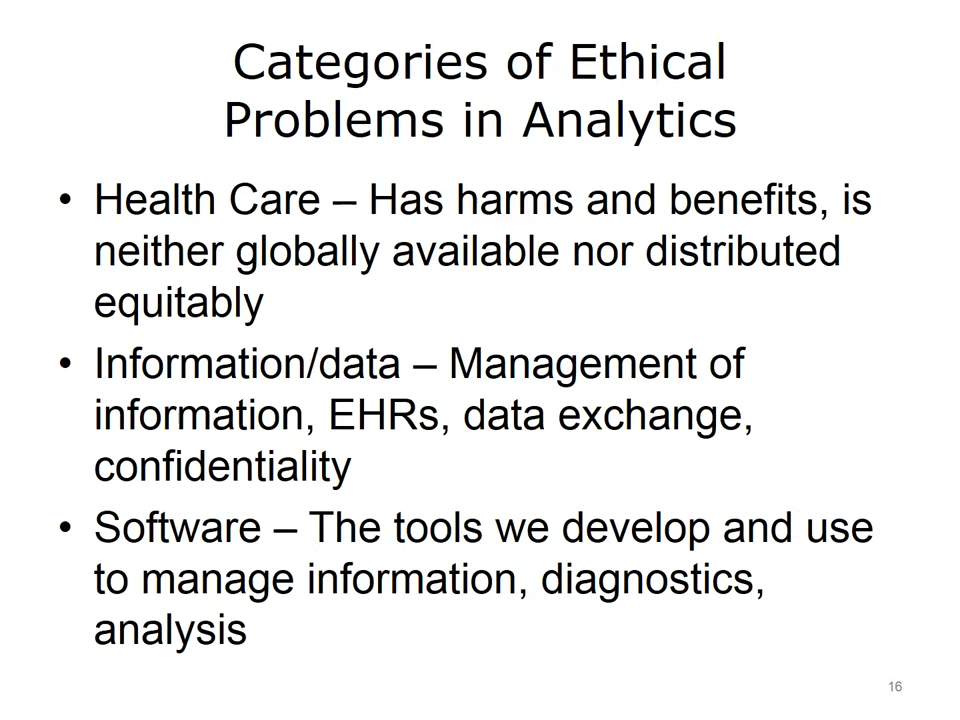 Categories of Ethical
Problems in Analytics
• Health Care – Has harms and benefits, is
neither globally available nor distributed
equitably
• Information/data – Management of
information, EHRs, data exchange,
confidentiality
• Software – The tools we develop and use
to manage information, diagnostics,
analysis
16